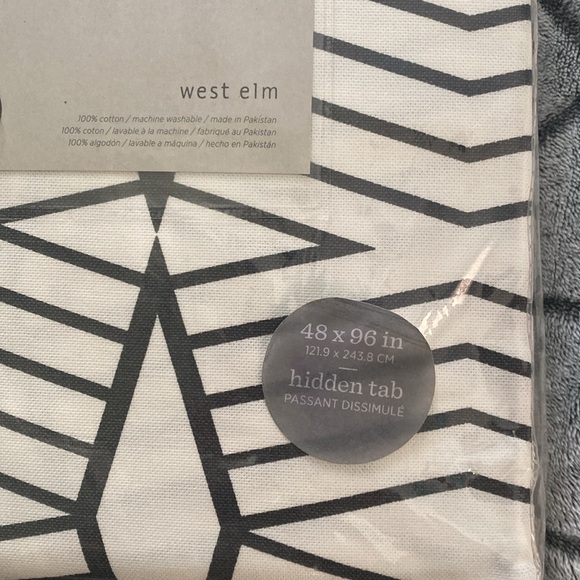 west elm
100% cotton / machine washable / made in Pakistan
100% coton / lavable à la machine / fabriqué au Pakistan
100% algodón / lavable a máquina / hecho en Pakistán
48 x 96 in
121.9 x 243.8 CM
hidden tab
PASSANT DISSIMULÉ